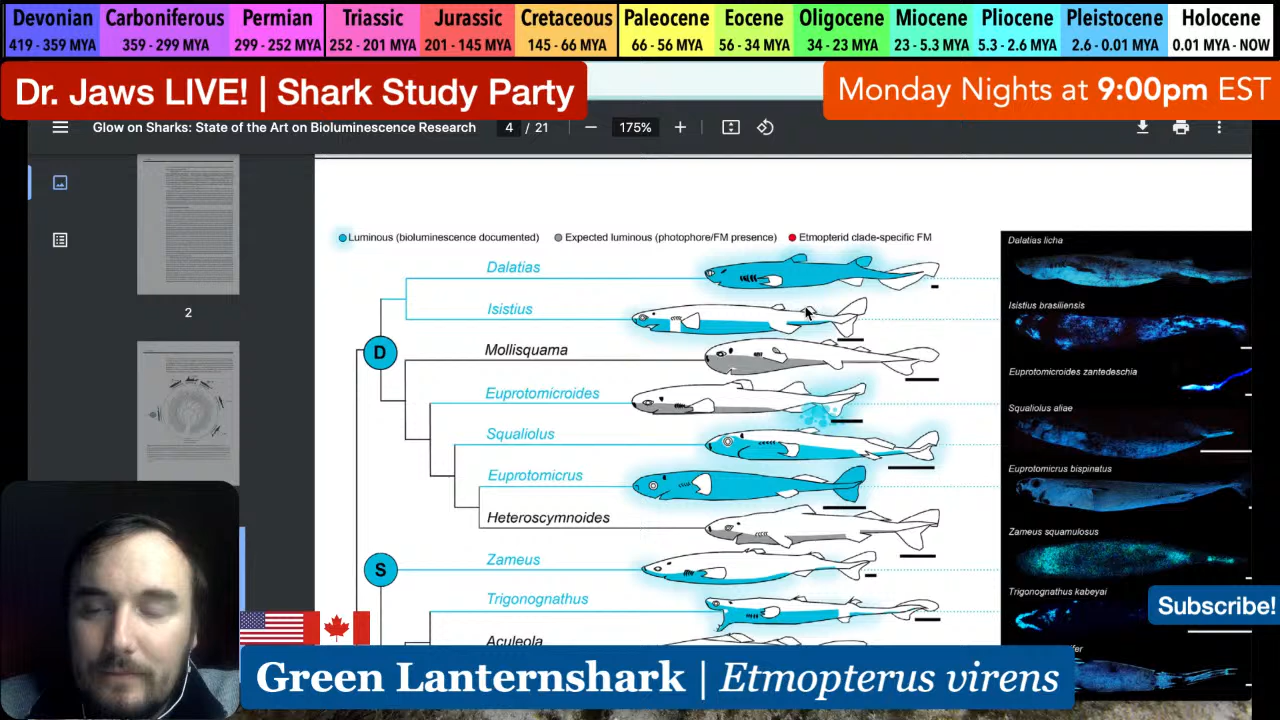 Devonian Carboniferous Permian Triassic Jurassic Cretaceous Paleocene Eocene Oligocene Miocene Pliocene Pleistocene Holocene
419 - 359 MYA 359 - 299 MYA 299 - 252 MYA 252 - 201 MYA 201 - 145 MYA 145 - 66 MYA 66 - 56 MYA 56 - 34 MYA 34 - 23 MYA 23 - 5.3 MYA 5.3 - 2.6 MYA 2.6 - 0.01 MYA 0.01 MYA - NOW
Dr. Jaws LIVE! | Shark Study Party
Monday Nights at 9:00pm EST
Glow on Sharks: State of the Art on Bioluminescence Research 4 / 21 175%
Luminous (bioluminescence documented) Expected luminous (photophore/FM presence) Etmopterid clade-specific FM
Dalatias licha
Dalatias
Isistius brasiliensis
Isistius
2
D
Mollisquama
Euprotomicroides zantedeschia
Euprotomicroides
Squaliolus aliae
Squaliolus
Euprotomicrus bispinatus
Euprotomicrus
Heteroscymnoides
Zameus squamulosus
S
Zameus
Trigonognathus kabeyai
Trigonognathus
Subscribe!
Aculeola
Green Lanternshark | Etmopterus virens